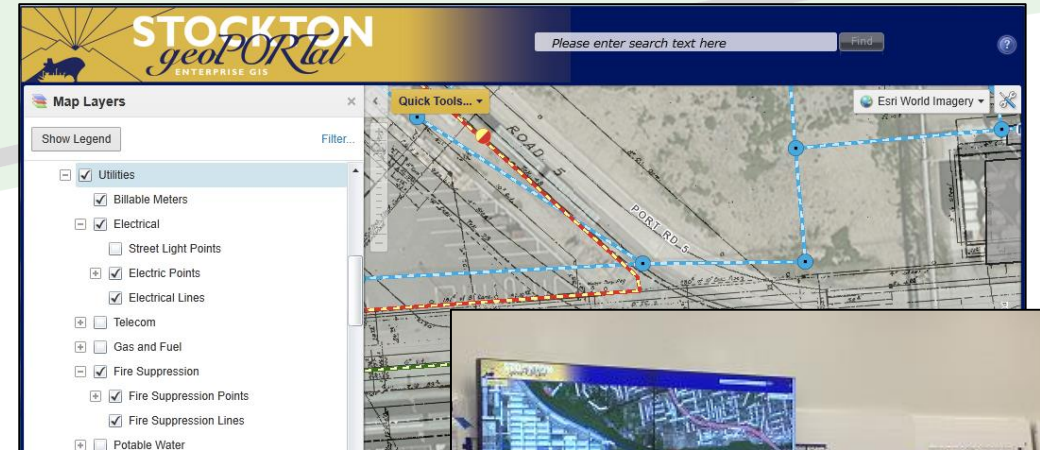 STOCKTON
geoPORTal
ENTERPRISE GIS
Please enter search text here
Find
?
Map Layers
Quick Tools...
Esri World Imagery
Show Legend
Filter...
Utilities
Billable Meters
Electrical
Street Light Points
Electric Points
Electrical Lines
Telecom
Gas and Fuel
Fire Suppression
Fire Suppression Points
Fire Suppression Lines
Potable Water
ROAD 5
PORT RD 5